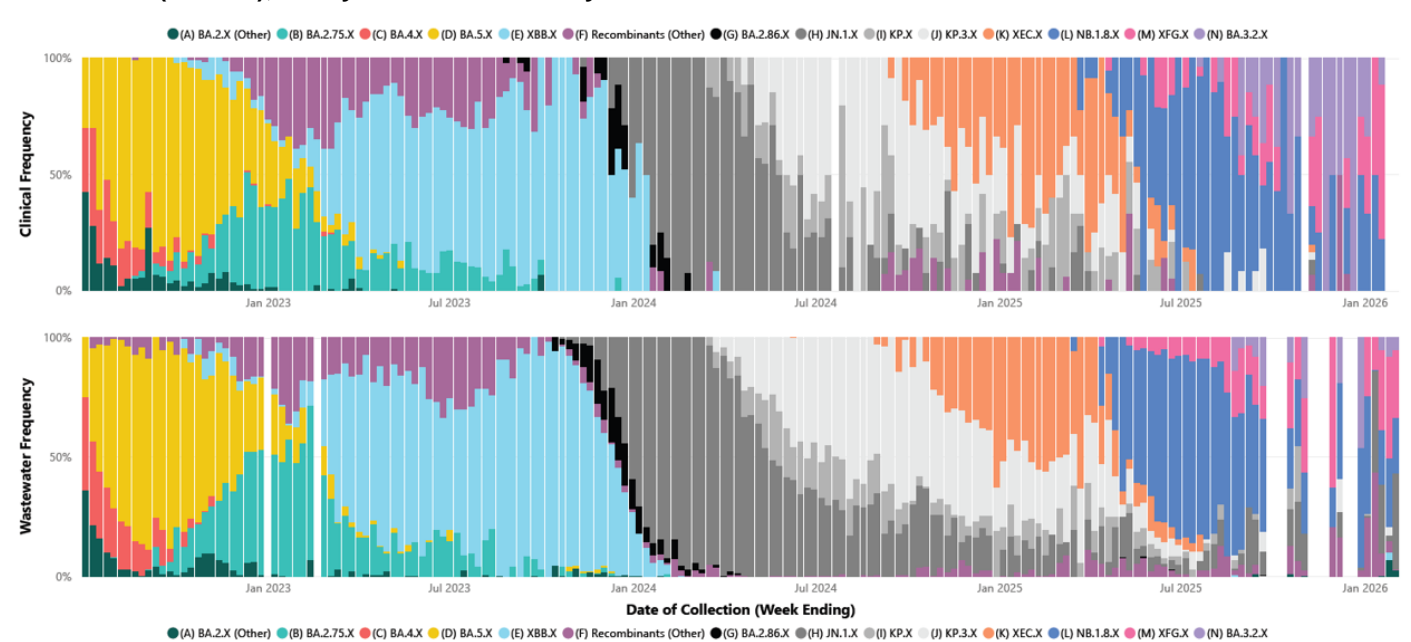 (A) BA.2.X (Other) (B) BA.2.75.X (C) BA.4.X (D) BA.5.X (E) XBB.X (F) Recombinants (Other) (G) BA.2.86.X (H) JN.1.X (I) KP.X (J) KP.3.X (K) XEC.X (L) NB.1.8.X (M) XFG.X (N) BA.3.2.X
100%
Clinical Frequency
50%
0%
Jan 2023 Jul 2023 Jan 2024 Jul 2024 Jan 2025 Jul 2025 Jan 2026
100%
Wastewater Frequency
50%
0%
Jan 2023 Jul 2023 Jan 2024 Jul 2024 Jan 2025 Jul 2025 Jan 2026
Date of Collection (Week Ending)
(A) BA.2.X (Other) (B) BA.2.75.X (C) BA.4.X (D) BA.5.X (E) XBB.X (F) Recombinants (Other) (G) BA.2.86.X (H) JN.1.X (I) KP.X (J) KP.3.X (K) XEC.X (L) NB.1.8.X (M) XFG.X (N) BA.3.2.X